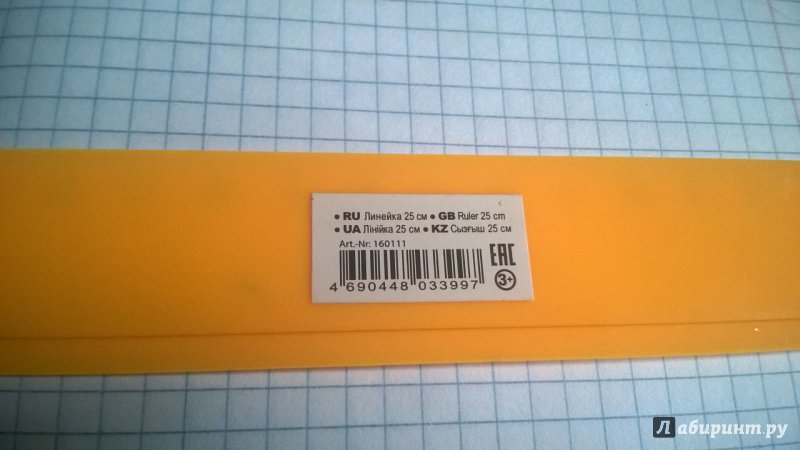 • RU Линейка 25 см • GB Ruler 25 cm
• UA Лінійка 25 см • KZ Сызғыш 25 см
Art.-Nr: 160111
EAC
4 690448 033997
3+
Лабиринт.ру